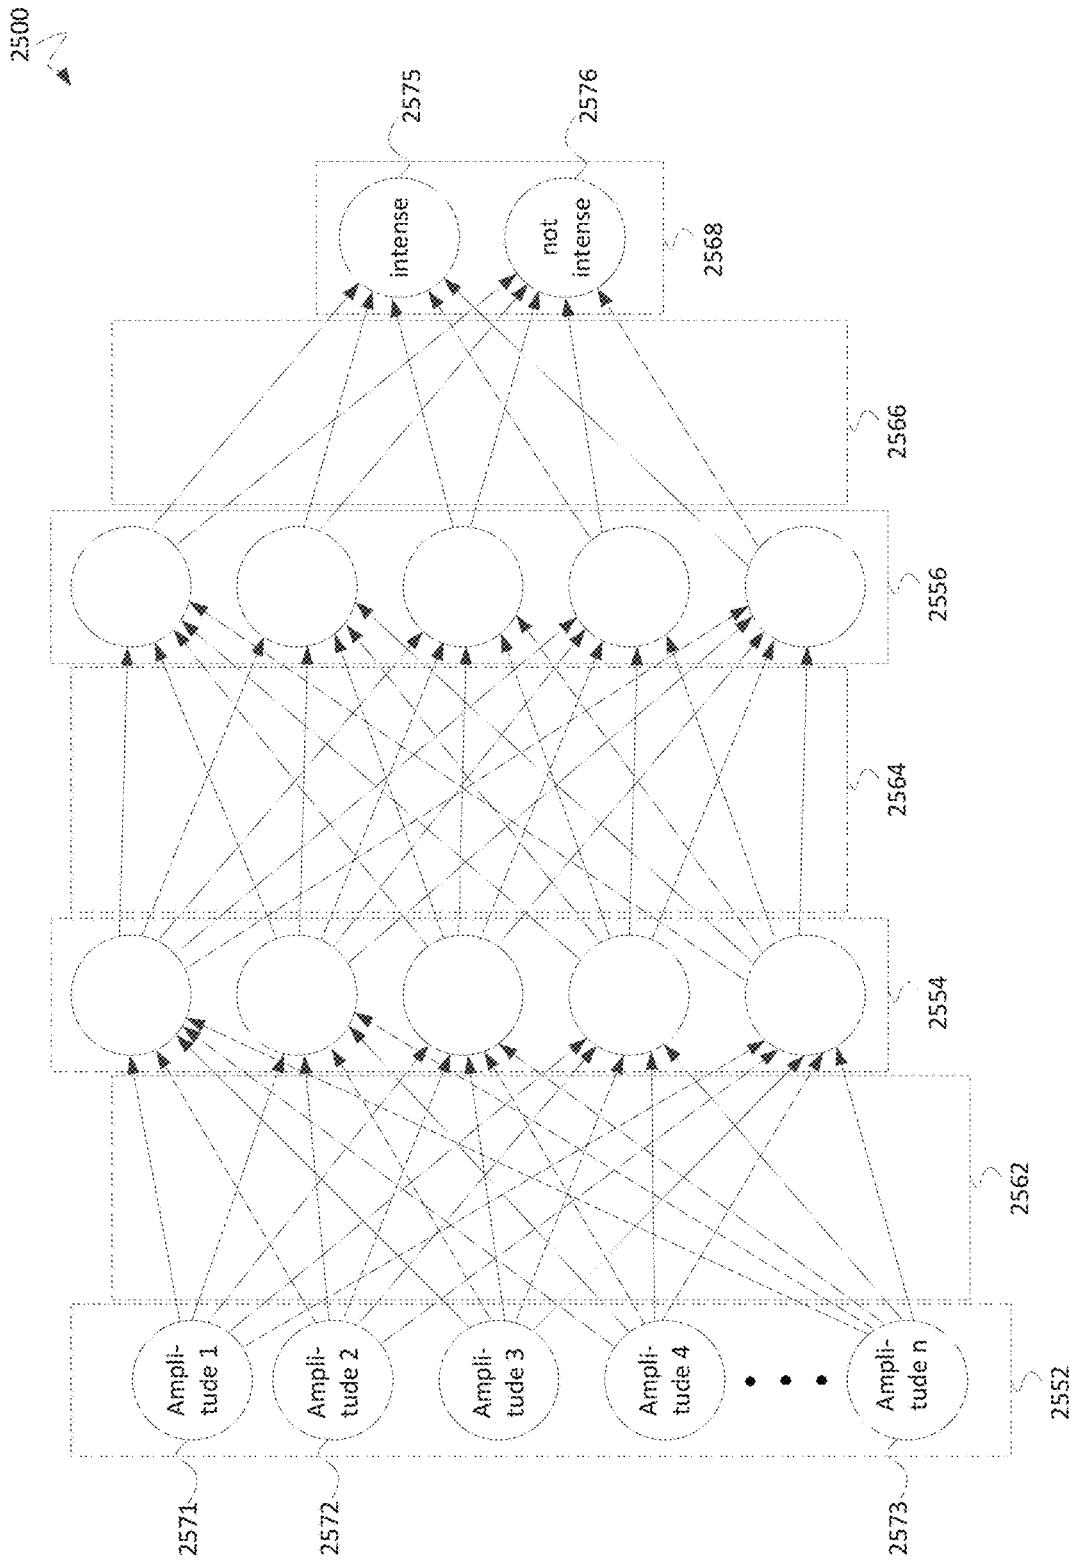 2500
2571
2572
2573
Ampli-
tude 1
Ampli-
tude 2
Ampli-
tude 3
Ampli-
tude 4
Ampli-
tude n
2552
2562
2554
2564
2556
2566
intense
not
intense
2568
2575
2576